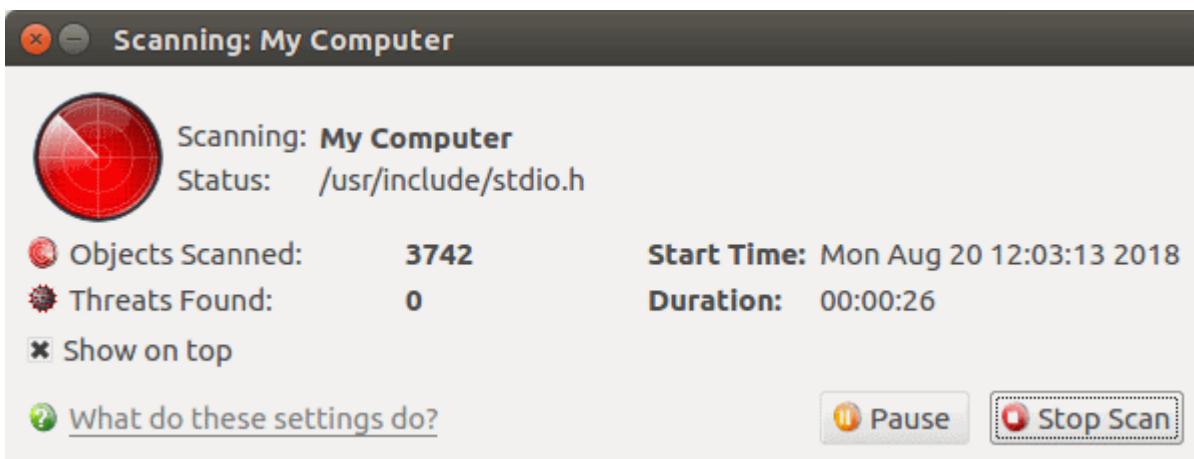 Scanning: My Computer
Scanning: My Computer
Status: /usr/include/stdio.h
Objects Scanned: 3742 Start Time: Mon Aug 20 12:03:13 2018
Threats Found: 0 Duration: 00:00:26
Show on top
What do these settings do? Pause Stop Scan